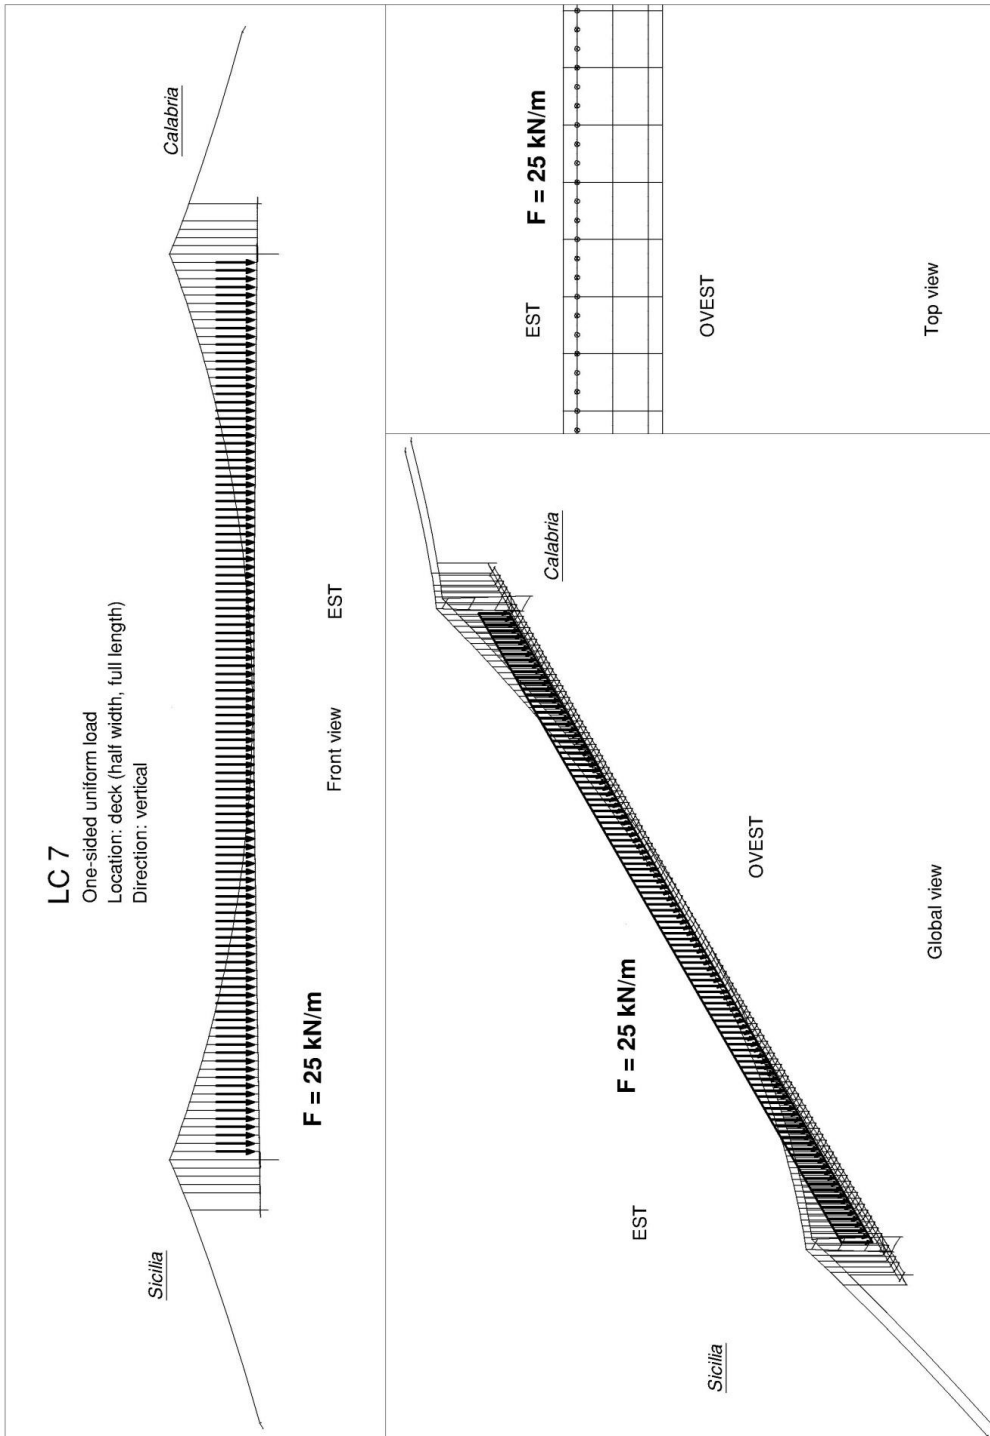 LC 7
One-sided uniform load
Location: deck (half width, full length)
Direction: vertical
Sicilia
Calabria
F = 25 kN/m
Front view
EST
Sicilia
EST
F = 25 kN/m
Calabria
OVEST
Global view
EST
F = 25 kN/m
OVEST
Top view